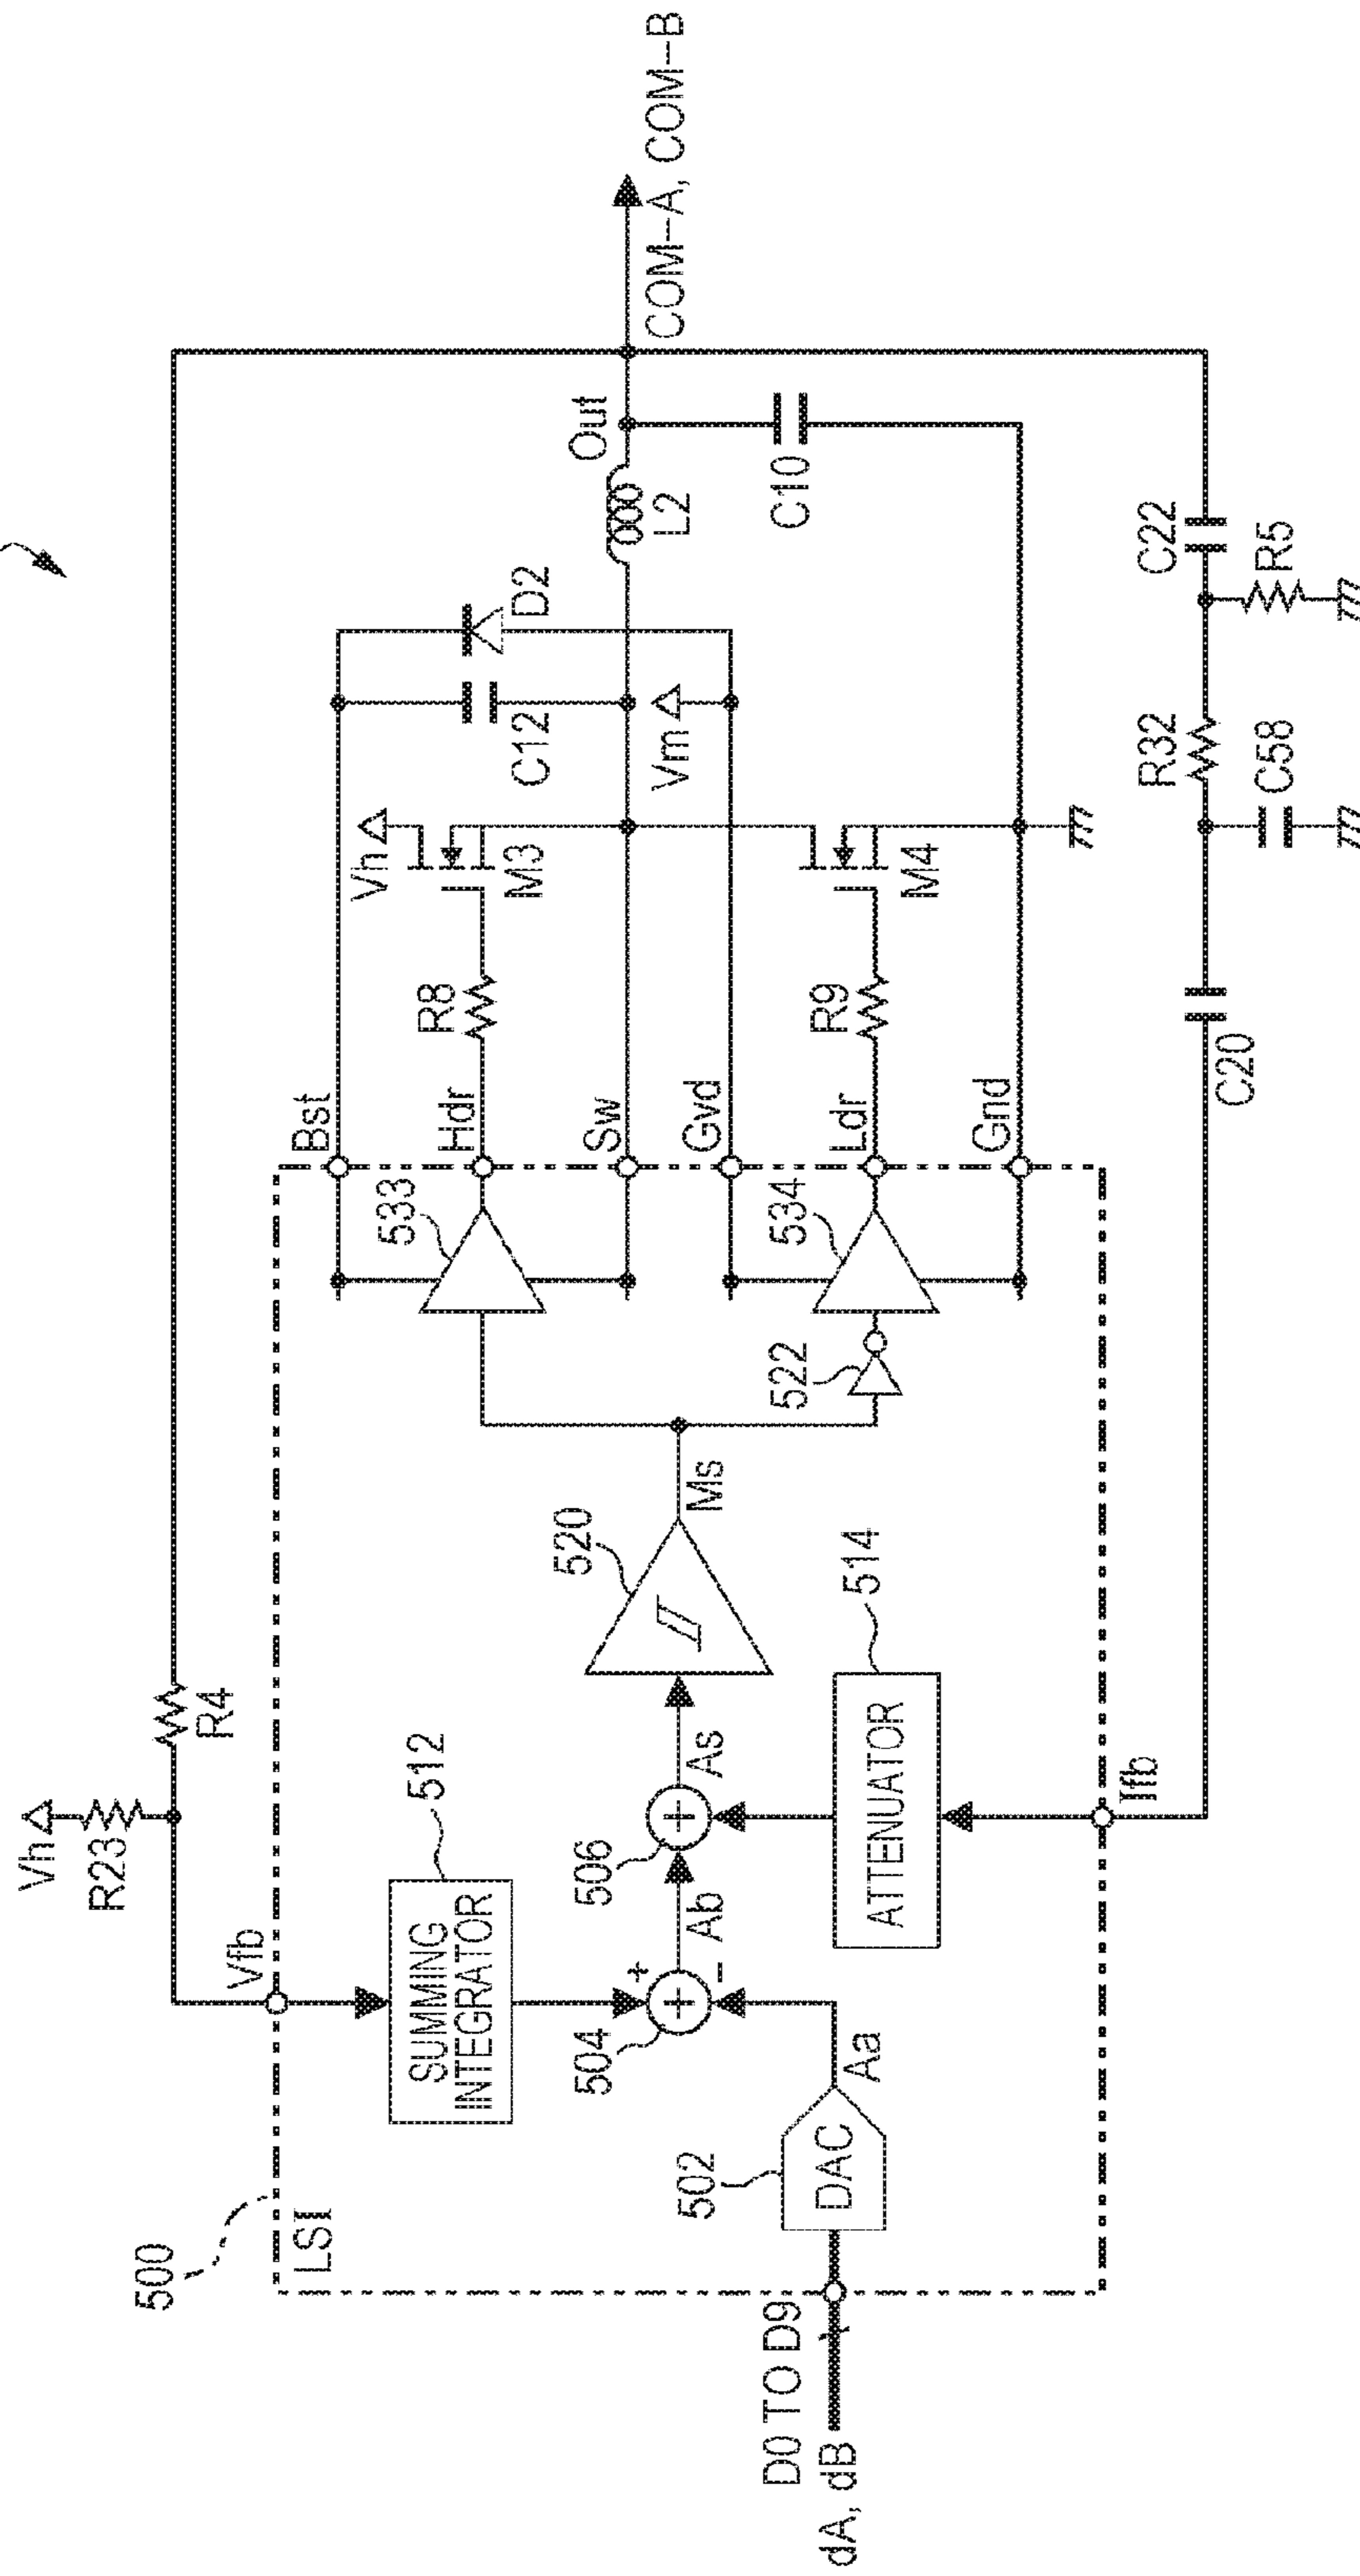 Vh
R23
R4
Vfb
500
LSI
SUMMING
INTEGRATOR
512
504
+
−
Ab
506
As
520
Ms
502
DAC
Aa
D0 TO D9
dA, dB
ATTENUATOR
514
Ifb
522
533
534
Bst
Hdr
Sw
Gvd
Ldr
Gnd
R8
R9
Vh
M3
M4
C12
D2
Vm
L2
Out
C10
COM-A, COM-B
C20
R32
C58
C22
R5